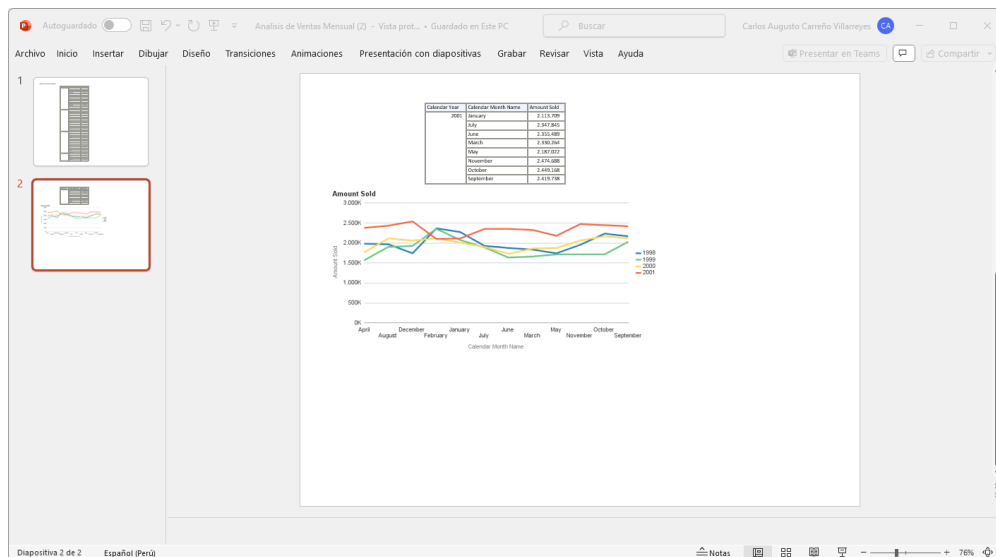 Autoguardado
Analisis de Ventas Mensual (2) - Vista prot... • Guardado en Este PC
Buscar
Carlos Augusto Carreño Villarreyes CA
Archivo Inicio Insertar Dibujar Diseño Transiciones Animaciones Presentación con diapositivas Grabar Revisar Vista Ayuda
Presentar en Teams
Compartir
1
2
Calendar Year Calendar Month Name Amount Sold
2001 January 2.113.709
July 2.347.845
June 2.355.489
March 2.330.264
May 2.187.022
November 2.474.688
October 2.449.168
September 2.419.738
Amount Sold
3.000K
2.500K
2.000K
1.500K
1.000K
500K
0K
Amount Sold
1998
1999
2000
2001
April December January June May October
August February July March November September
Calendar Month Name
Diapositiva 2 de 2 Español (Perú) Notas 76%